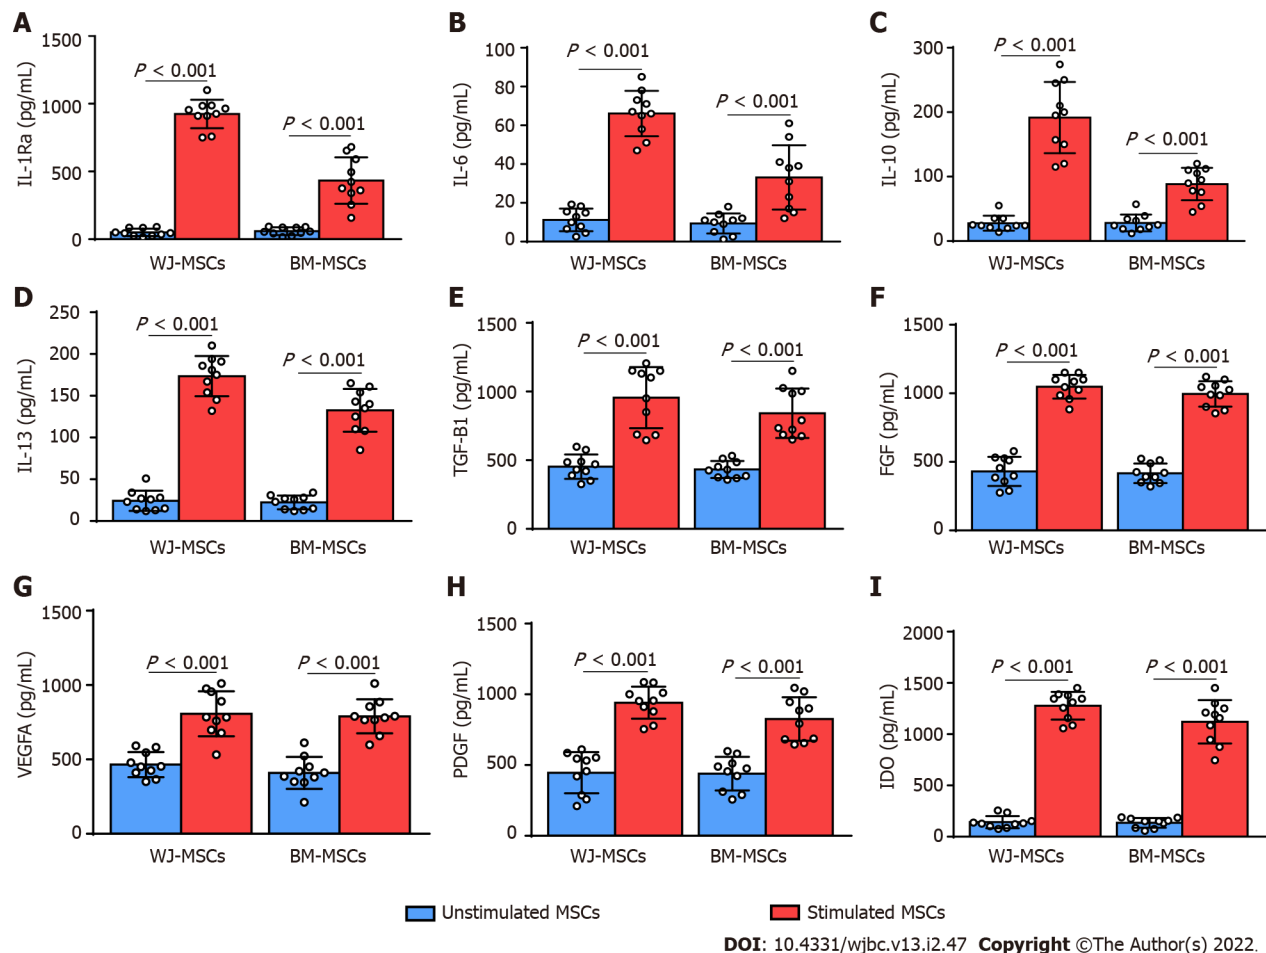 A
IL-1Ra (pg/mL)
1500
1000
500
0
P < 0.001
P < 0.001
WJ-MSCs
BM-MSCs
B
IL-6 (pg/mL)
100
80
60
40
20
0
P < 0.001
P < 0.001
WJ-MSCs
BM-MSCs
C
IL-10 (pg/mL)
300
200
100
0
P < 0.001
P < 0.001
WJ-MSCs
BM-MSCs
D
IL-13 (pg/mL)
250
200
150
100
50
0
P < 0.001
P < 0.001
WJ-MSCs
BM-MSCs
E
TGF-B1 (pg/mL)
1500
1000
500
0
P < 0.001
P < 0.001
WJ-MSCs
BM-MSCs
F
FGF (pg/mL)
1500
1000
500
0
P < 0.001
P < 0.001
WJ-MSCs
BM-MSCs
G
VEGFA (pg/mL)
1500
1000
500
0
P < 0.001
P < 0.001
WJ-MSCs
BM-MSCs
H
PDGF (pg/mL)
1500
1000
500
0
P < 0.001
P < 0.001
WJ-MSCs
BM-MSCs
I
IDO (pg/mL)
2000
1500
1000
500
0
P < 0.001
P < 0.001
WJ-MSCs
BM-MSCs
Unstimulated MSCs
Stimulated MSCs
DOI: 10.4331/wjbc.v13.i2.47 Copyright ©The Author(s) 2022.